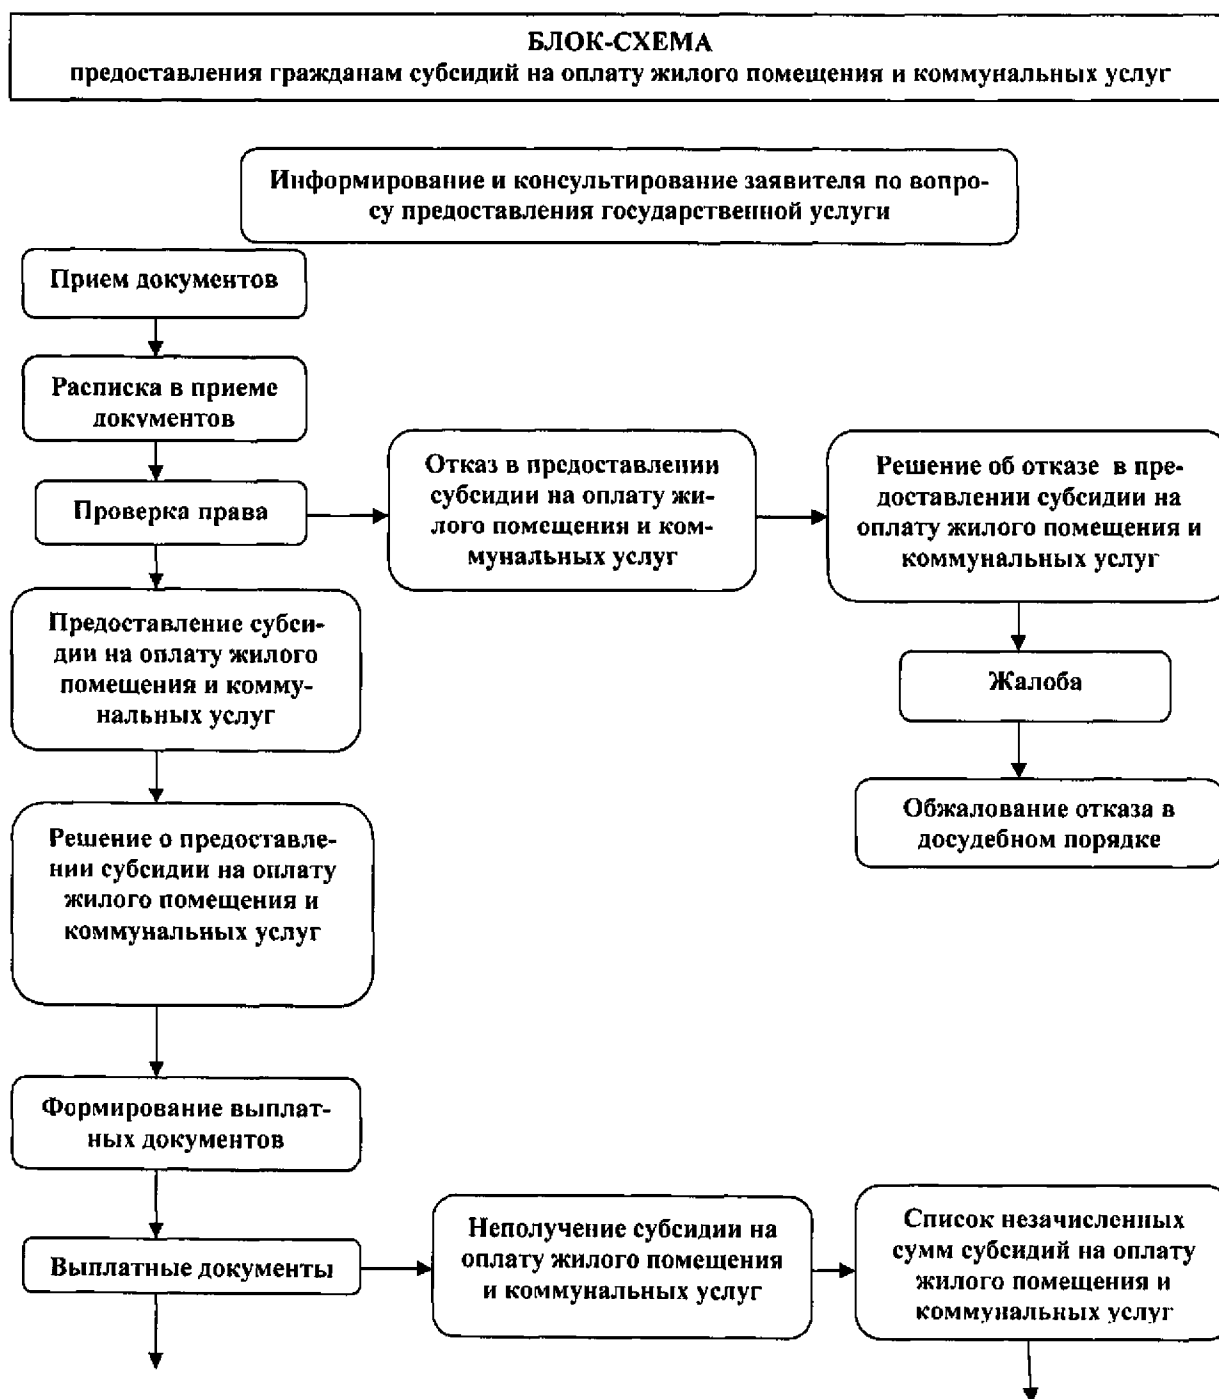 БЛОК-СХЕМА
предоставления гражданам субсидий на оплату жилого помещения и коммунальных услуг
Информирование и консультирование заявителя по вопро-
су предоставления государственной услуги
Прием документов
Расписка в приеме
документов
Проверка права
Отказ в предоставлении
субсидии на оплату жи-
лого помещения и ком-
мунальных услуг
Решение об отказе в пре-
доставлении субсидии на
оплату жилого помещения и
коммунальных услуг
Предоставление субси-
дии на оплату жилого
помещения и комму-
нальных услуг
Жалоба
Обжалование отказа в
досудебном порядке
Решение о предоставле-
нии субсидии на оплату
жилого помещения и
коммунальных услуг
Формирование выплат-
ных документов
Выплатные документы
Неполучение субсидии на
оплату жилого помещения
и коммунальных услуг
Список незачисленных
сумм субсидий на оплату
жилого помещения и
коммунальных услуг